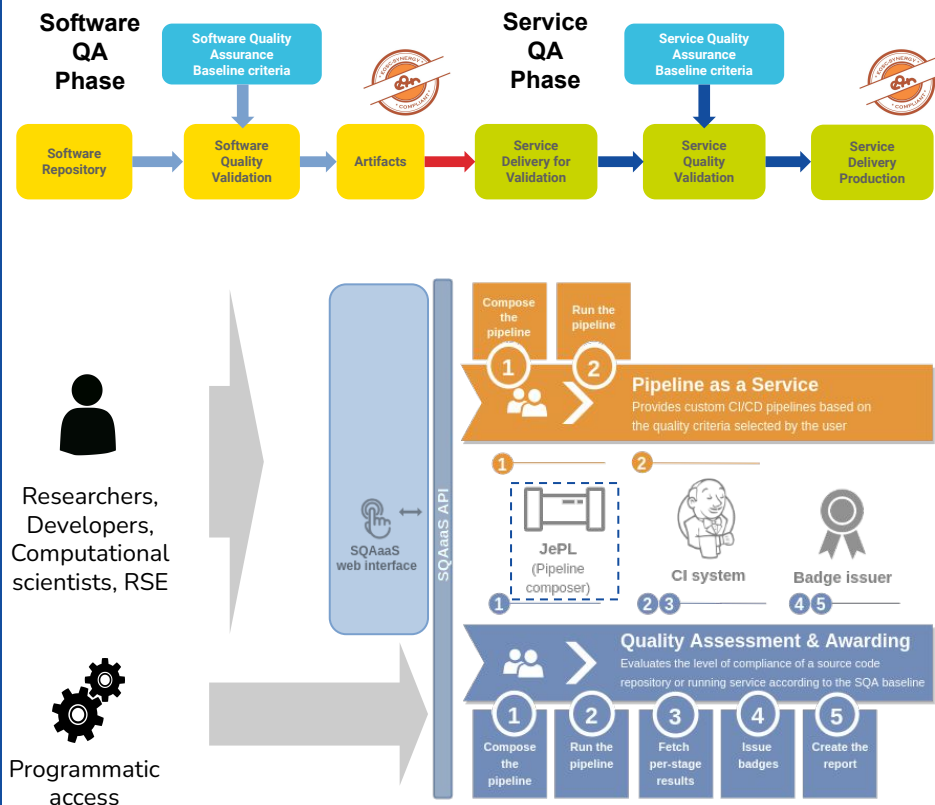 Software
QA
Phase
Software Quality
Assurance
Baseline criteria
EOSC-SYNERGY
COMPLIANT
Service
QA
Phase
Service Quality
Assurance
Baseline criteria
EOSC-SYNERGY
COMPLIANT
Software
Repository
Software
Quality
Validation
Artifacts
Service
Delivery for
Validation
Service
Quality
Validation
Service
Delivery
Production
Researchers,
Developers,
Computational
scientists, RSE
Programmatic
access
SQAaaS
web interface
SQAaaS API
Compose
the
pipeline
1
Run the
pipeline
2
Pipeline as a Service
Provides custom CI/CD pipelines based on
the quality criteria selected by the user
1
2
JePL
(Pipeline
composer)
CI system
Badge issuer
1
2 3
4 5
Quality Assessment & Awarding
Evaluates the level of compliance of a source code
repository or running service according to the SQA baseline
1
Compose
the
pipeline
2
Run the
pipeline
3
Fetch
per-stage
results
4
Issue
badges
5
Create the
report